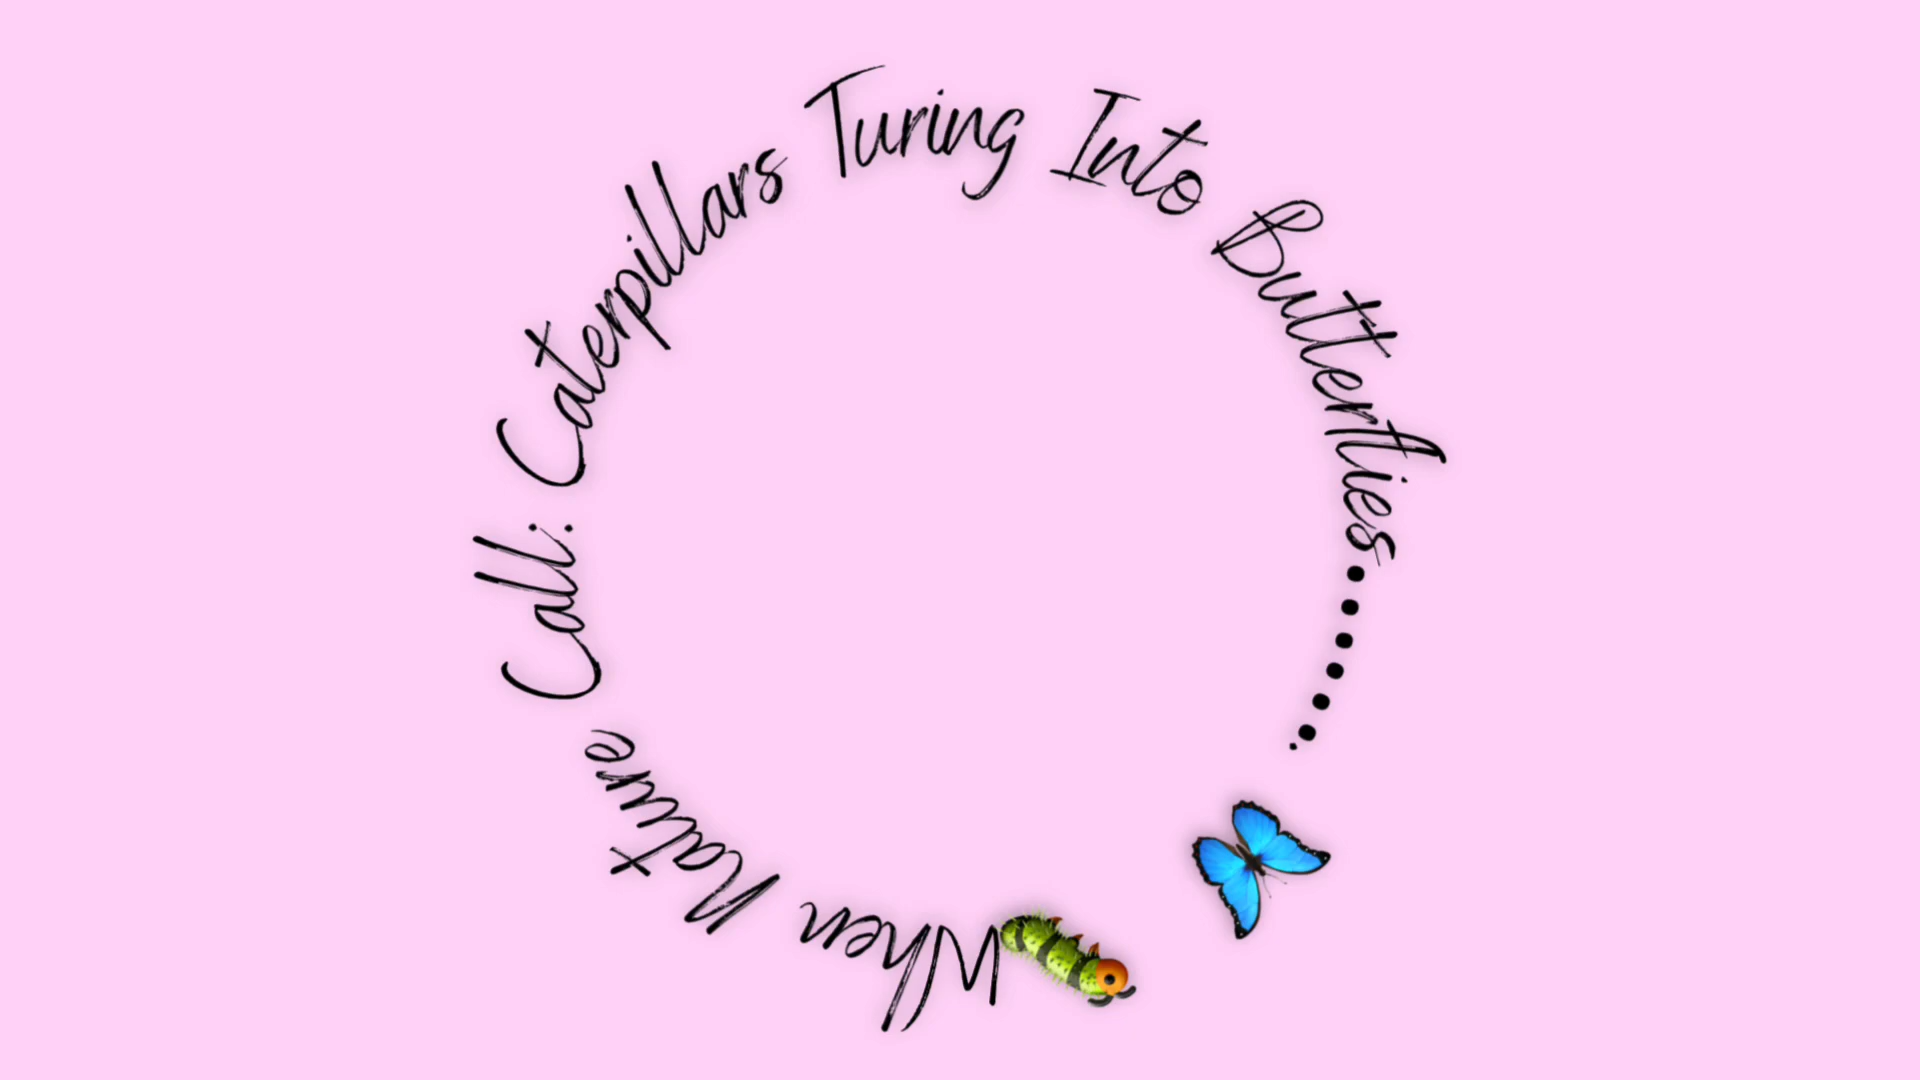 When Nature Call: Caterpillars Turing Into Butterflies.......